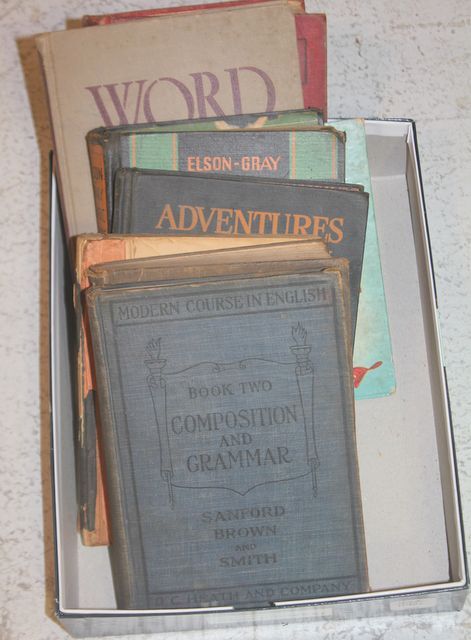 WORD
ELSON-GRAY
ADVENTURES
MODERN COURSE IN ENGLISH
BOOK TWO
COMPOSITION
AND
GRAMMAR
SANFORD
BROWN
AND
SMITH
D.C. HEATH AND COMPANY